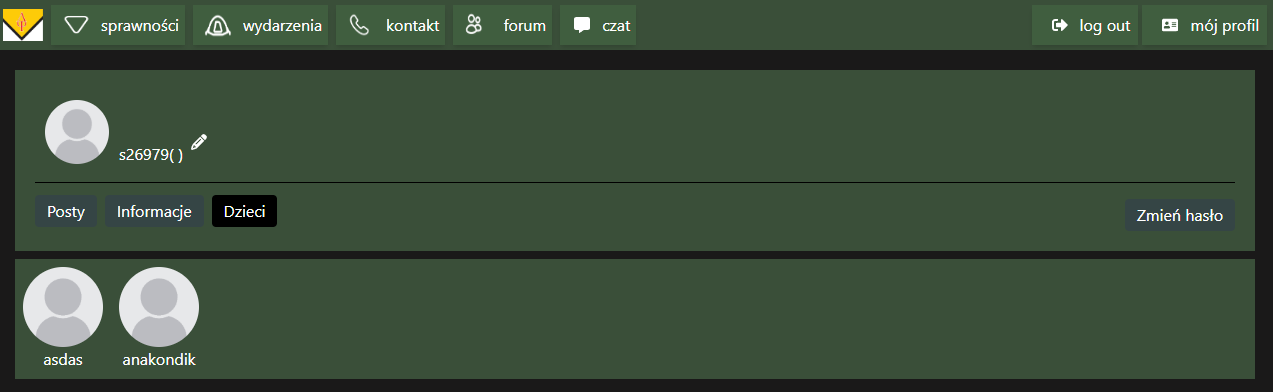 sprawności wydarzenia kontakt forum czat log out mój profil
s26979( )
Posty Informacje Dzieci Zmień hasło
asdas anakondik